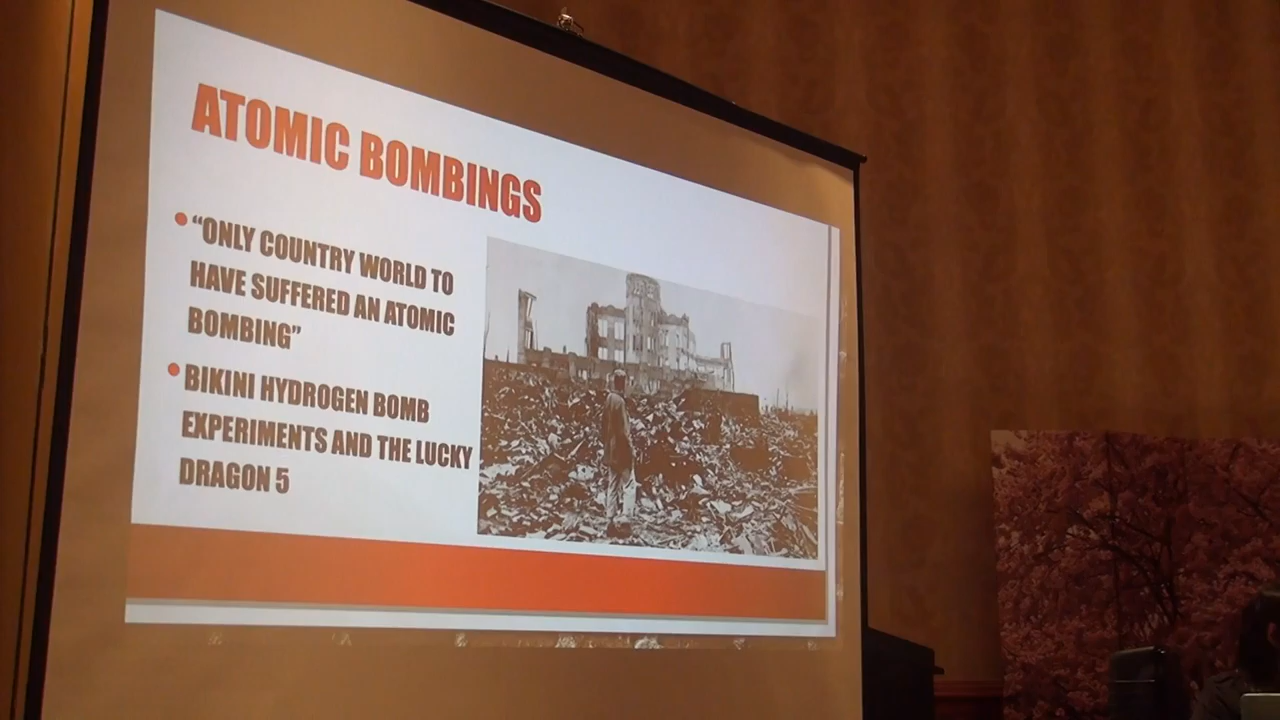 ATOMIC BOMBINGS
• “ONLY COUNTRY WORLD TO
HAVE SUFFERED AN ATOMIC
BOMBING”
• BIKINI HYDROGEN BOMB
EXPERIMENTS AND THE LUCKY
DRAGON 5